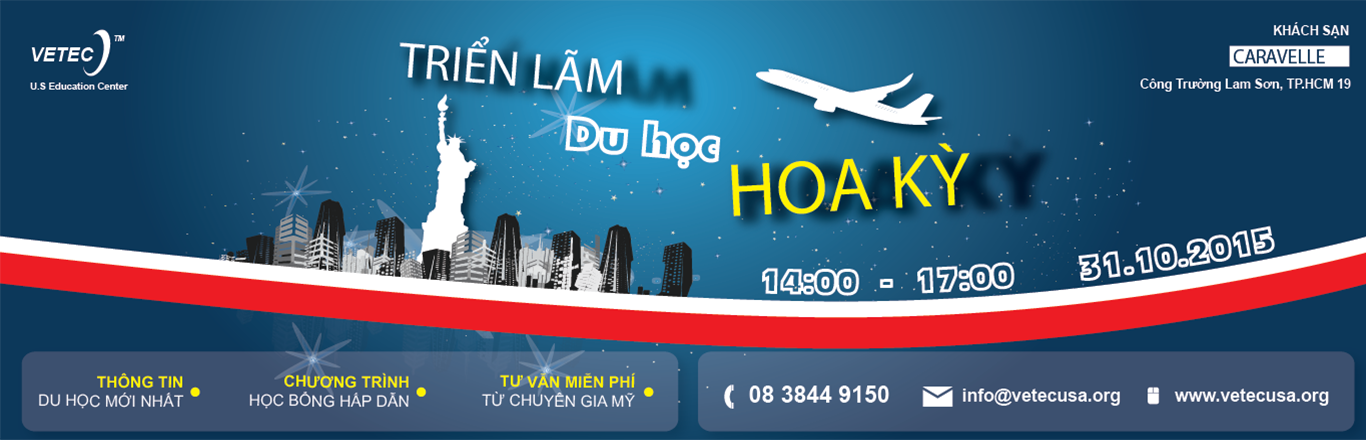 VETEC TM
U.S Education Center
KHÁCH SẠN
CARAVELLE
Công Trường Lam Sơn, TP.HCM 19
TRIỂN LÃM
Du học
HOA KỲ
14:00 - 17:00 31.10.2015
THÔNG TIN
DU HỌC MỚI NHẤT
CHƯƠNG TRÌNH
HỌC BỔNG HẤP DẪN
TƯ VẤN MIỄN PHÍ
TỪ CHUYÊN GIA MỸ
08 3844 9150
info@vetecusa.org
www.vetecusa.org